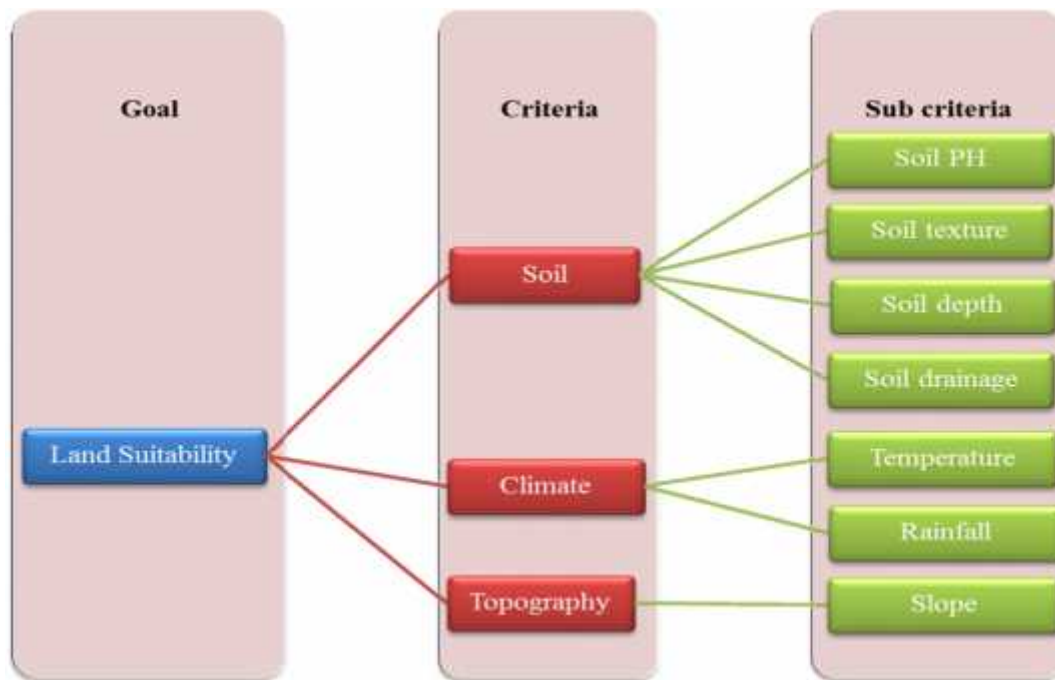 Goal
Criteria
Sub criteria
Soil PH
Soil texture
Soil
Soil depth
Soil drainage
Land Suitability
Temperature
Climate
Rainfall
Topography
Slope